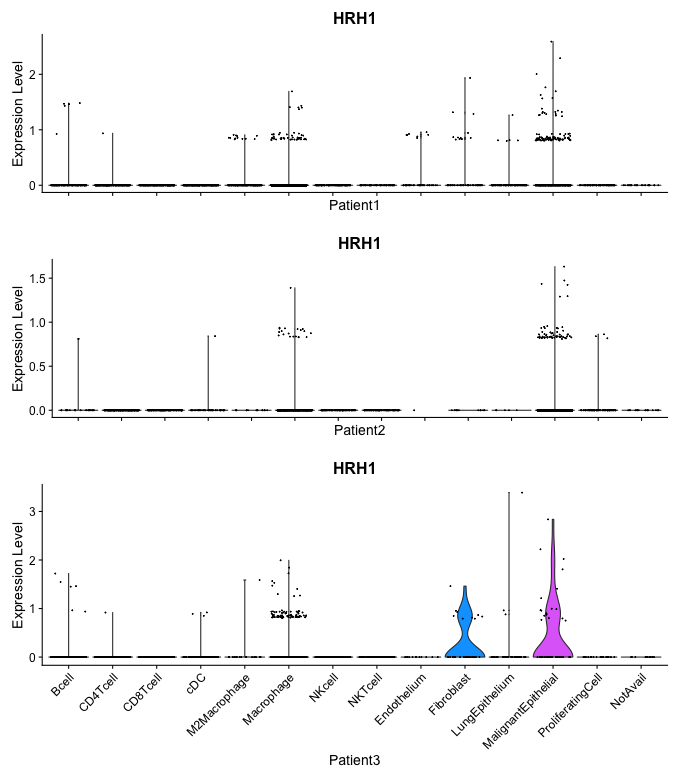 HRH1
Expression Level
2
1
0
Patient1
HRH1
Expression Level
1.5
1.0
0.5
0.0
Patient2
HRH1
Expression Level
3
2
1
0
Bcell
CD4Tcell
CD8Tcell
cDC
M2Macrophage
Macrophage
NKcell
NKTcell
Endothelium
Fibroblast
LungEpithelium
MalignantEpithelial
ProliferatingCell
NotAvail
Patient3